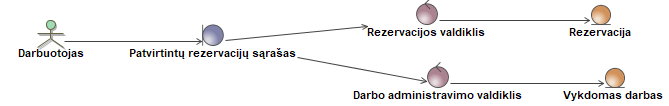 Rezervacijos valdiklis
Rezervacija
Darbuotojas
Patvirtintų rezervacijų sąrašas
Darbo administravimo valdiklis
Vykdomas darbas